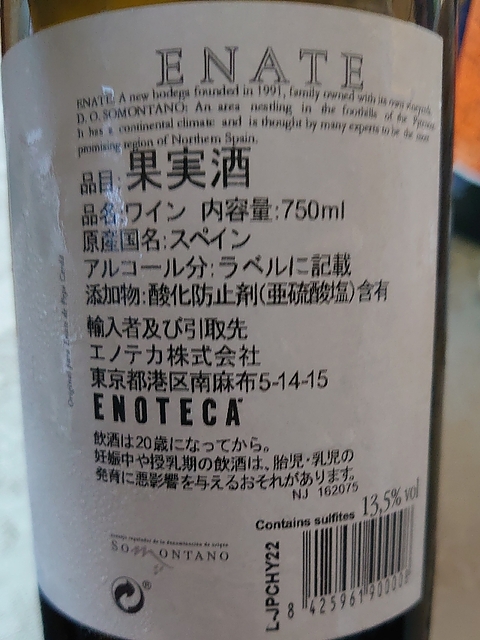 ENATE
ENATE: A new bodega founded in 1991, family owned with its own vineyards.
D. O. SOMONTANO: An area nestling in the foothills of the Pyrenees.
It has a continental climate and is thought by many experts to be the most
promising region of Northern Spain.
品目:果実酒
品名:ワイン 内容量:750ml
原産国名:スペイン
アルコール分:ラベルに記載
添加物:酸化防止剤(亜硫酸塩)含有
輸入者及び引取先
エノテカ株式会社
東京都港区南麻布5-14-15
ENOTECA
飲酒は20歳になってから。
妊娠中や授乳期の飲酒は、胎児・乳児の
発育に悪影響を与えるおそれがあります。
NJ 162075
Contains sulfites 13,5% vol
SOMONTANO
L-JPCHY22
8 425961 900006